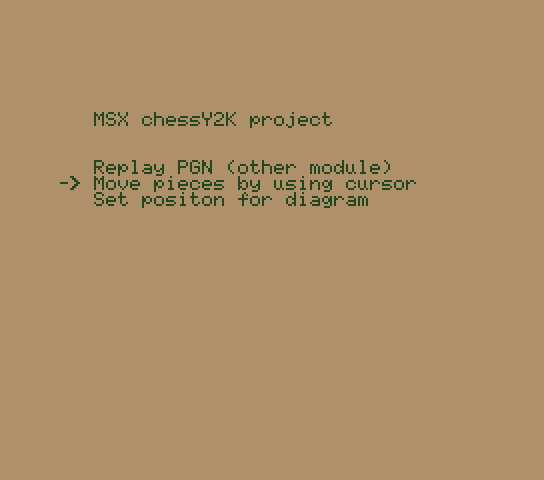 MSX chessY2K project
Replay PGN (other module)
-> Move pieces by using cursor
Set positon for diagram